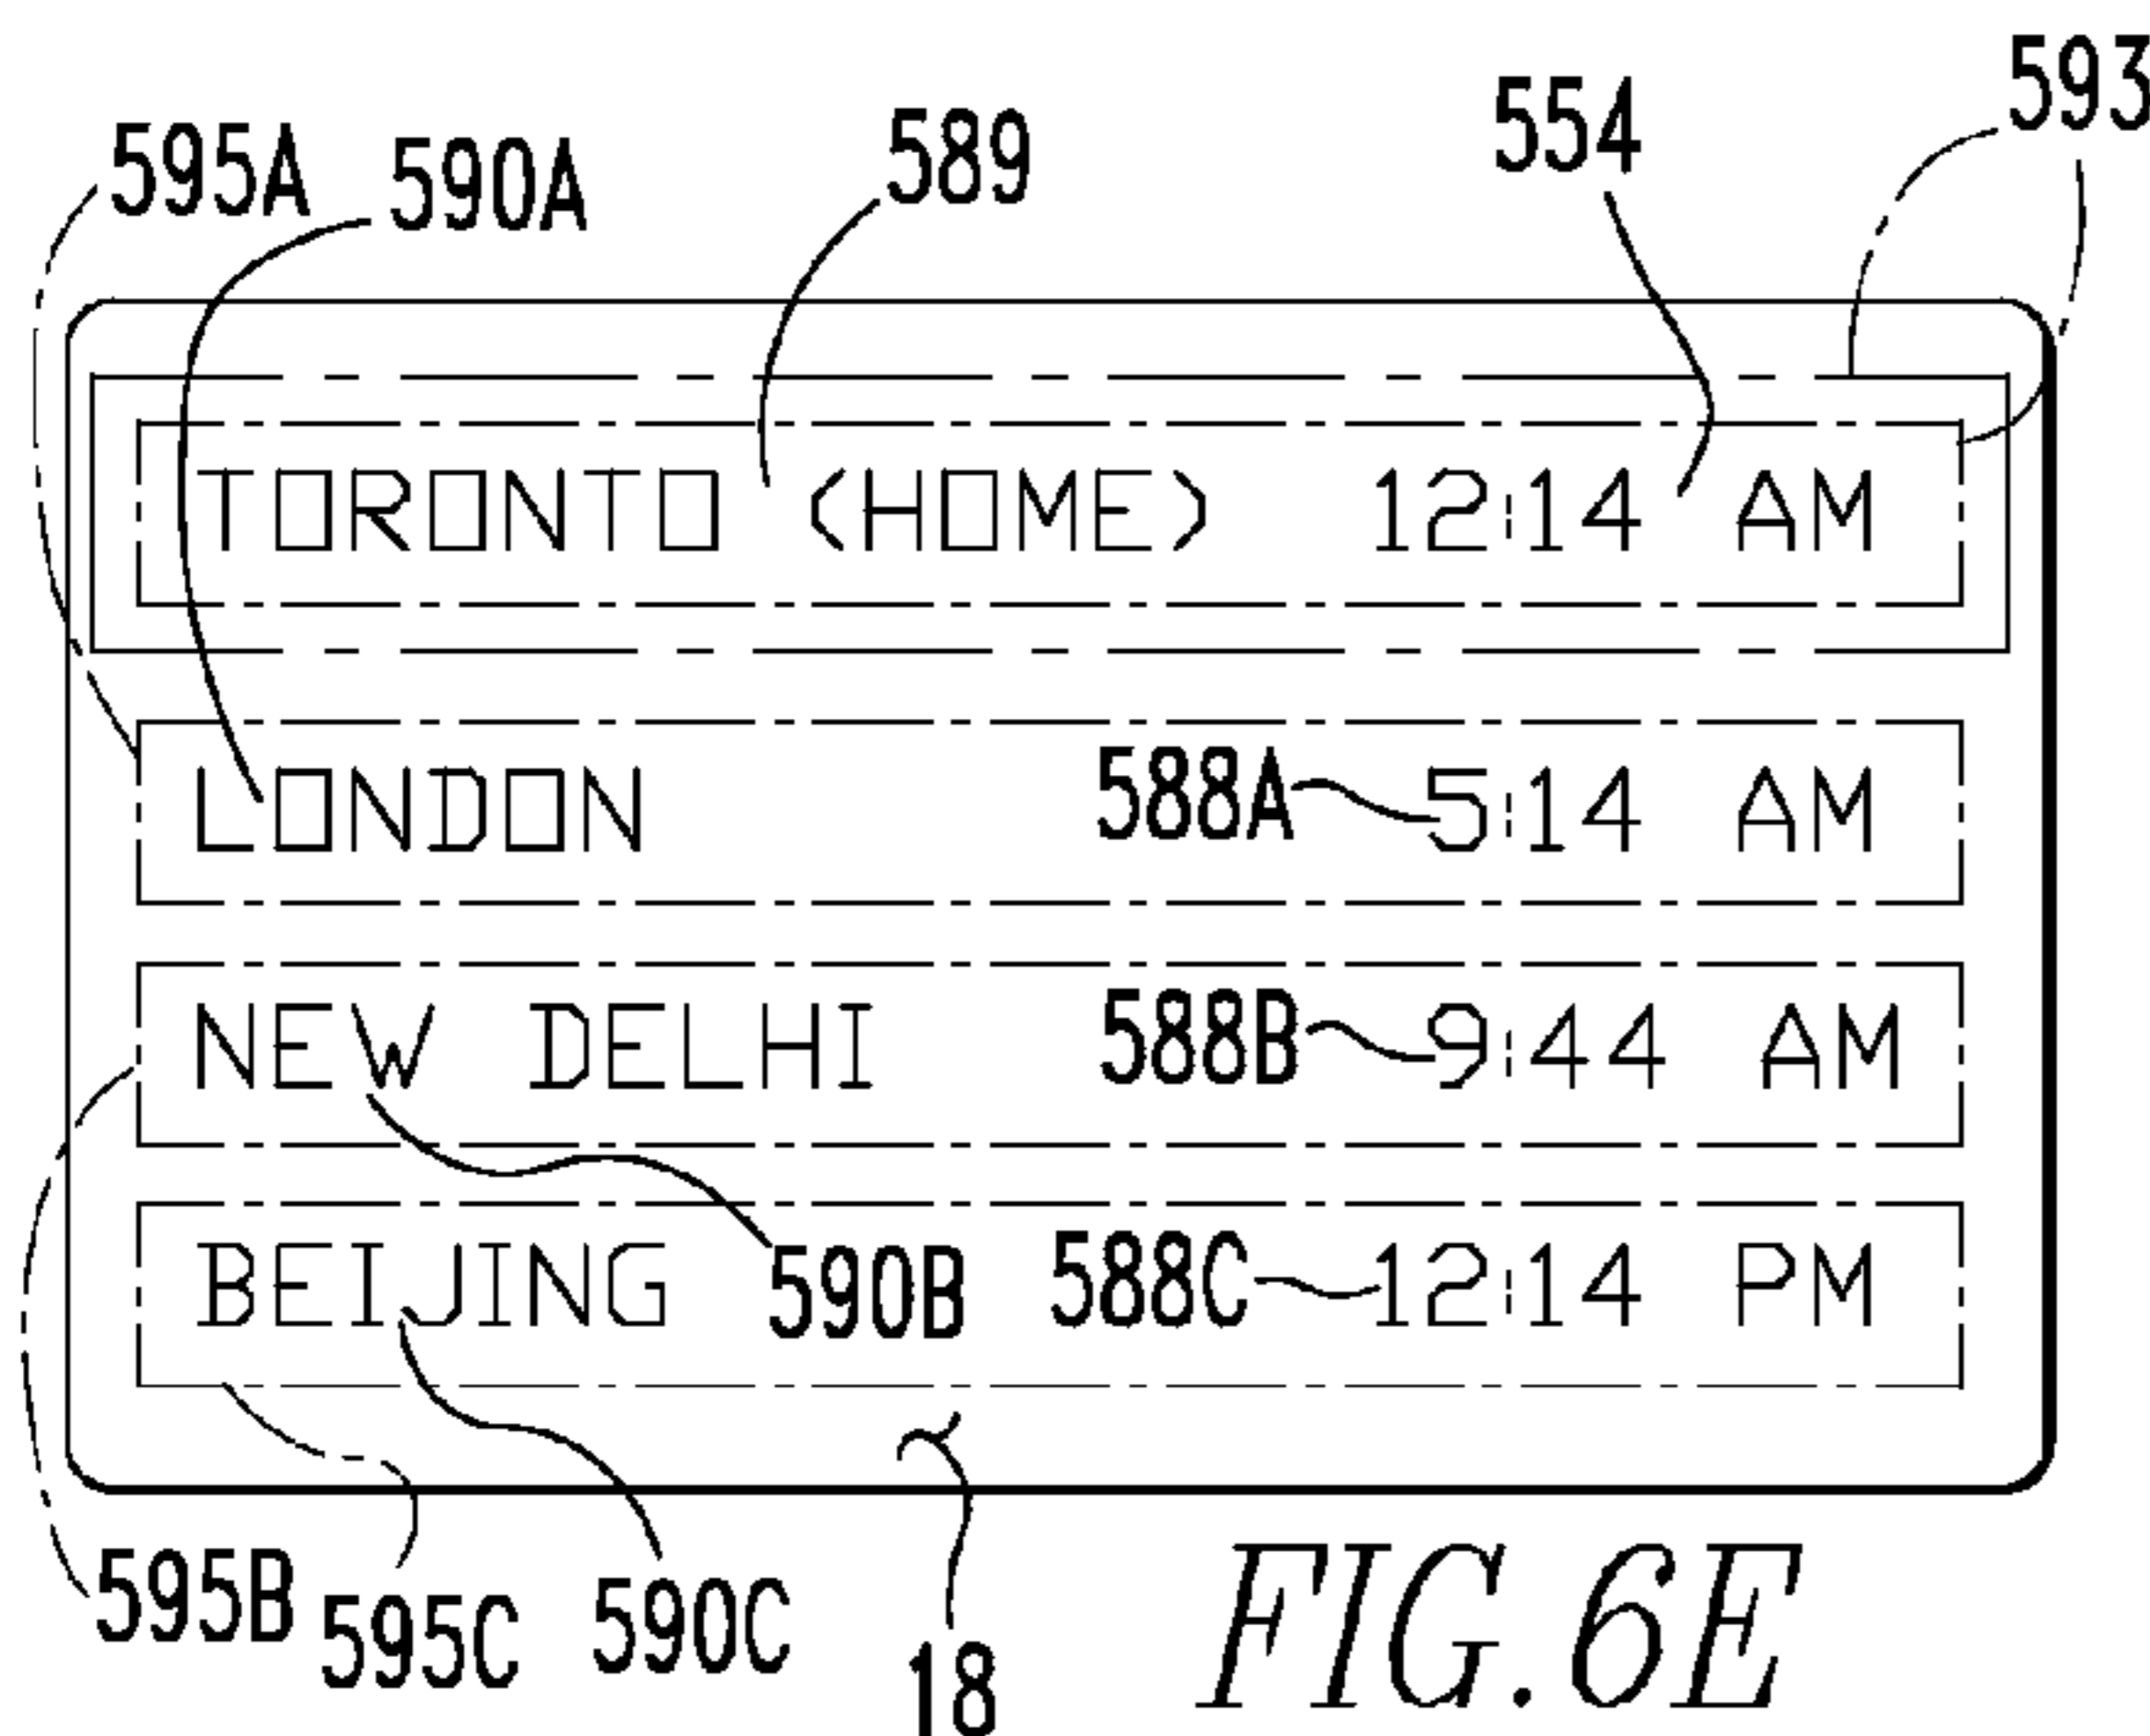 593
554
589
595A 590A
TORONTO (HOME) 12:14 AM
LONDON 588A 5:14 AM
NEW DELHI 588B 9:44 AM
BEIJING 590B 588C 12:14 PM
595B 595C 590C 18 FIG. 6E